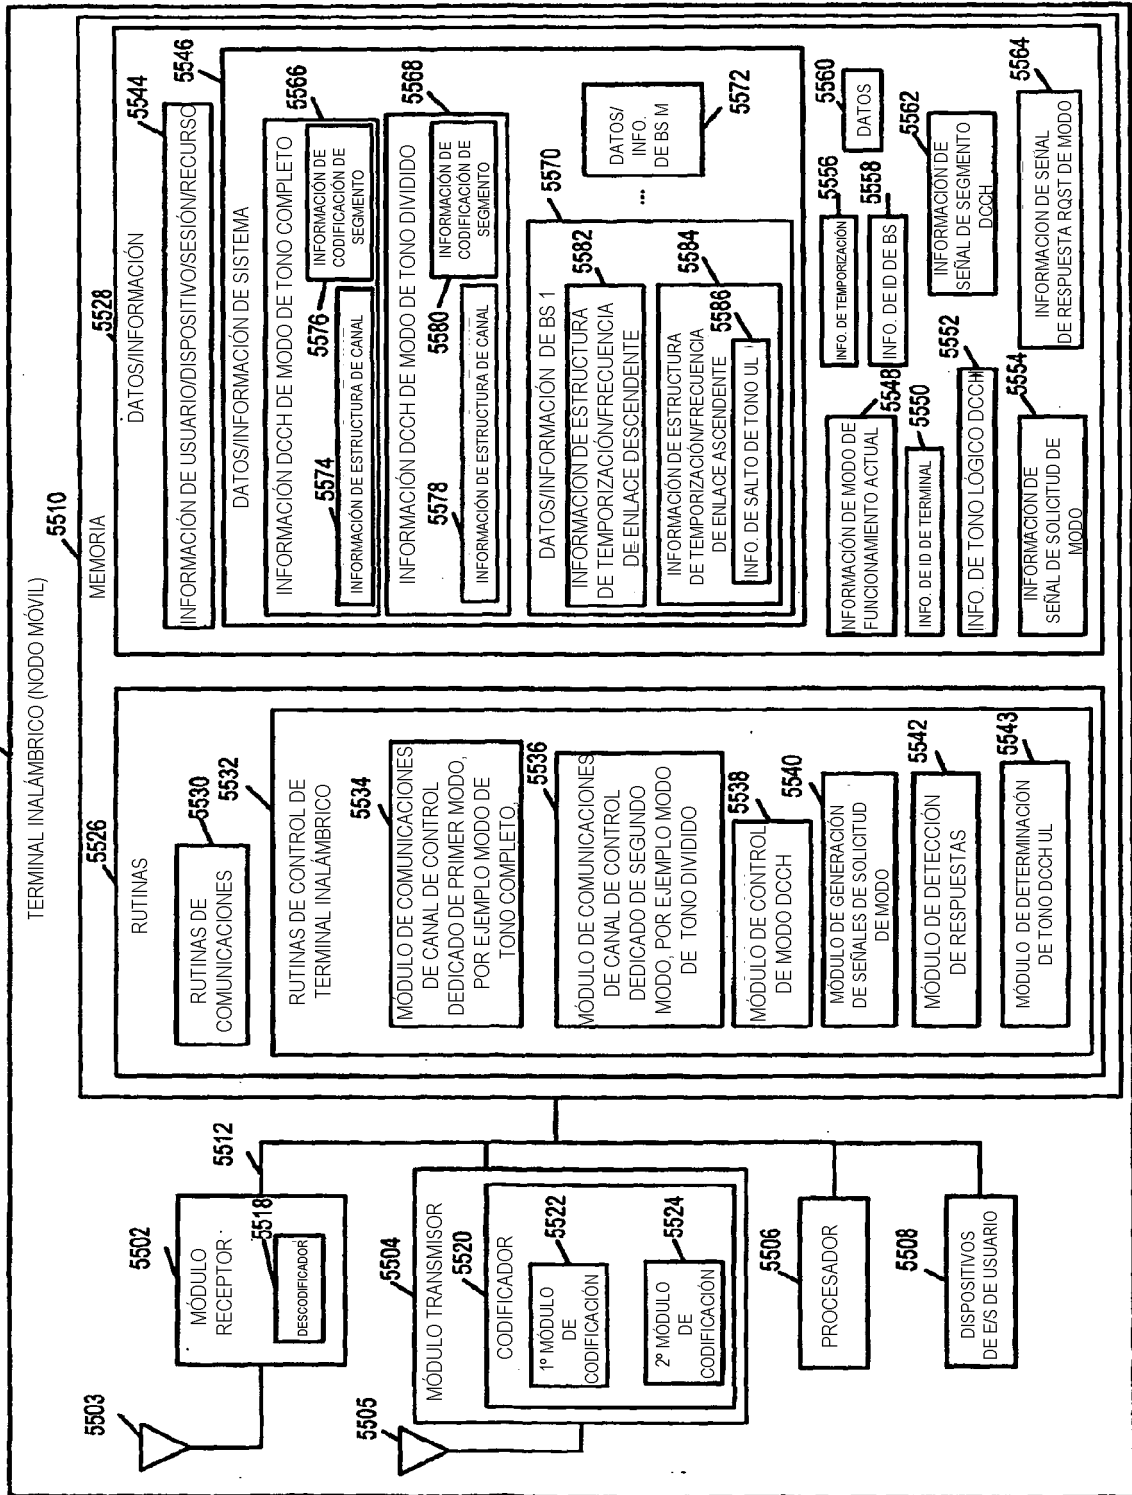 TERMINAL INALÁMBRICO (NODO MÓVIL)
5503
5502
MÓDULO
RECEPTOR
5518
DESCODIFICADOR
5512
5505
5504
MÓDULO TRANSMISOR
5520
CODIFICADOR
5522
1º MÓDULO
DE
CODIFICACIÓN
5524
2º MÓDULO
DE
CODIFICACIÓN
5506
PROCESADOR
5508
DISPOSITIVOS
DE E/S DE USUARIO
5510
MEMORIA
5526
RUTINAS
5530
RUTINAS DE
COMUNICACIONES
5532
RUTINAS DE CONTROL DE
TERMINAL INALÁMBRICO
5534
MÓDULO DE COMUNICACIONES
DE CANAL DE CONTROL
DEDICADO DE PRIMER MODO,
POR EJEMPLO MODO DE
TONO COMPLETO,
5536
MÓDULO DE COMUNICACIONES
DE CANAL DE CONTROL
DEDICADO DE SEGUNDO
MODO, POR EJEMPLO MODO
DE TONO DIVIDIDO
5538
MÓDULO DE CONTROL
DE MODO DCCH
5540
MÓDULO DE GENERACIÓN
DE SEÑALES DE SOLICITUD
DE MODO
5542
MÓDULO DE DETECCIÓN
DE RESPUESTAS
5543
MÓDULO DE DETERMINACIÓN
DE TONO DCCH UL
5528
DATOS/INFORMACIÓN
5544
INFORMACIÓN DE USUARIO/DISPOSITIVO/SESIÓN/RECURSO
5546
DATOS/INFORMACIÓN DE SISTEMA
5566
INFORMACIÓN DCCH DE MODO DE TONO COMPLETO
5574
INFORMACIÓN DE ESTRUCTURA DE CANAL
5576
INFORMACIÓN DE
CODIFICACIÓN DE
SEGMENTO
5568
INFORMACIÓN DCCH DE MODO DE TONO DIVIDIDO
5578
INFORMACIÓN DE ESTRUCTURA DE CANAL
5580
INFORMACIÓN DE
CODIFICACIÓN DE
SEGMENTO
5570
DATOS/INFORMACIÓN DE BS 1
5582
INFORMACIÓN DE ESTRUCTURA
DE TEMPORIZACIÓN/FRECUENCIA
DE ENLACE DESCENDENTE
5584
INFORMACIÓN DE ESTRUCTURA
DE TEMPORIZACIÓN/FRECUENCIA
DE ENLACE ASCENDENTE
5586
INFO. DE SALTO DE TONO UL
...
5572
DATOS/
INFO.
DE BS M
5548
INFORMACIÓN DE MODO DE
FUNCIONAMIENTO ACTUAL
5550
INFO. DE ID DE TERMINAL
5552
INFO. DE TONO LÓGICO DCCH
5554
INFORMACIÓN DE
SEÑAL DE SOLICITUD DE
MODO
5556
INFO. DE TEMPORIZACIÓN
5558
INFO. DE ID DE BS
5560
DATOS
5562
INFORMACIÓN DE
SEÑAL DE SEGMENTO
DCCH
5564
INFORMACION DE SEÑAL
DE RESPUESTA RQST DE MODO